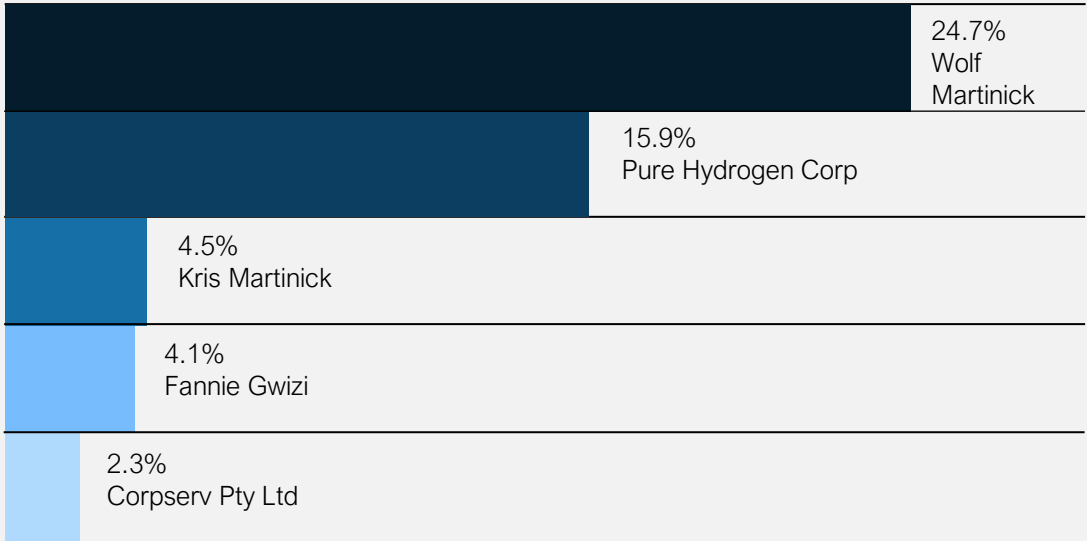 24.7%
Wolf
Martinick
15.9%
Pure Hydrogen Corp
4.5%
Kris Martinick
4.1%
Fannie Gwizi
2.3%
Corpserv Pty Ltd